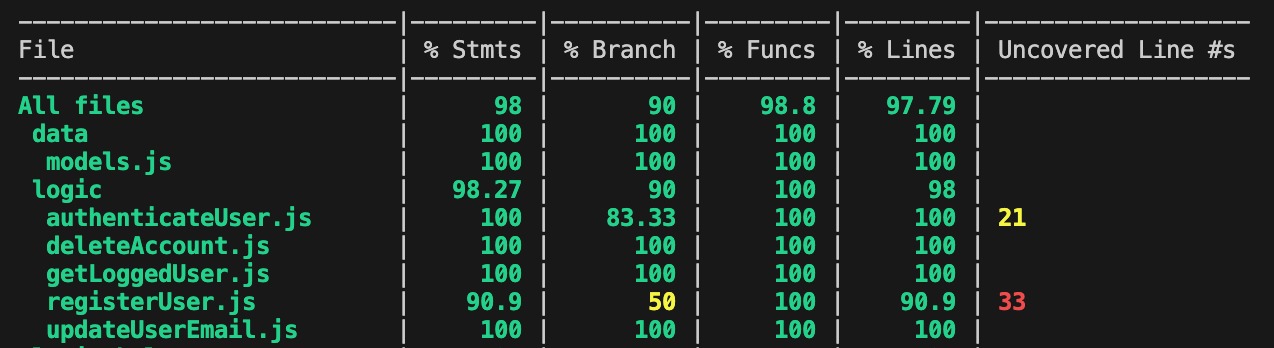 File | % Stmts | % Branch | % Funcs | % Lines | Uncovered Line #s
All files | 98 | 90 | 98.8 | 97.79 |
data | 100 | 100 | 100 | 100 |
models.js | 100 | 100 | 100 | 100 |
logic | 98.27 | 90 | 100 | 98 |
authenticateUser.js | 100 | 83.33 | 100 | 100 | 21
deleteAccount.js | 100 | 100 | 100 | 100 |
getLoggedUser.js | 100 | 100 | 100 | 100 |
registerUser.js | 90.9 | 50 | 100 | 90.9 | 33
updateUserEmail.js | 100 | 100 | 100 | 100 |